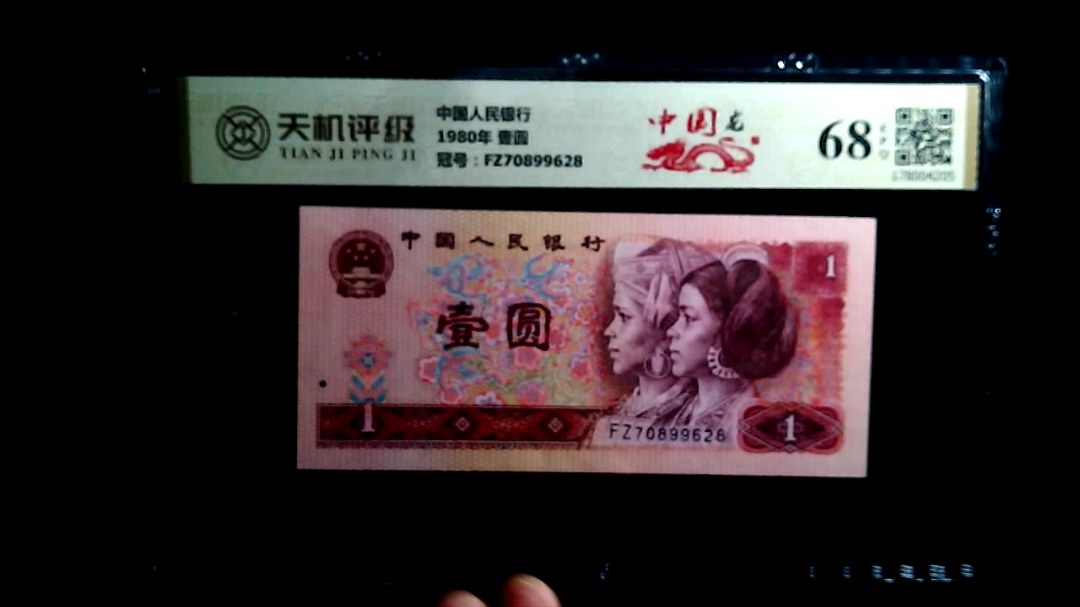 天机评级
TIAN JI PING JI
中国人民银行
1980年 壹圆
冠号：FZ70899628
中国龙
68
EPQ
中国人民银行
1
壹圆
1
FZ70899628
1